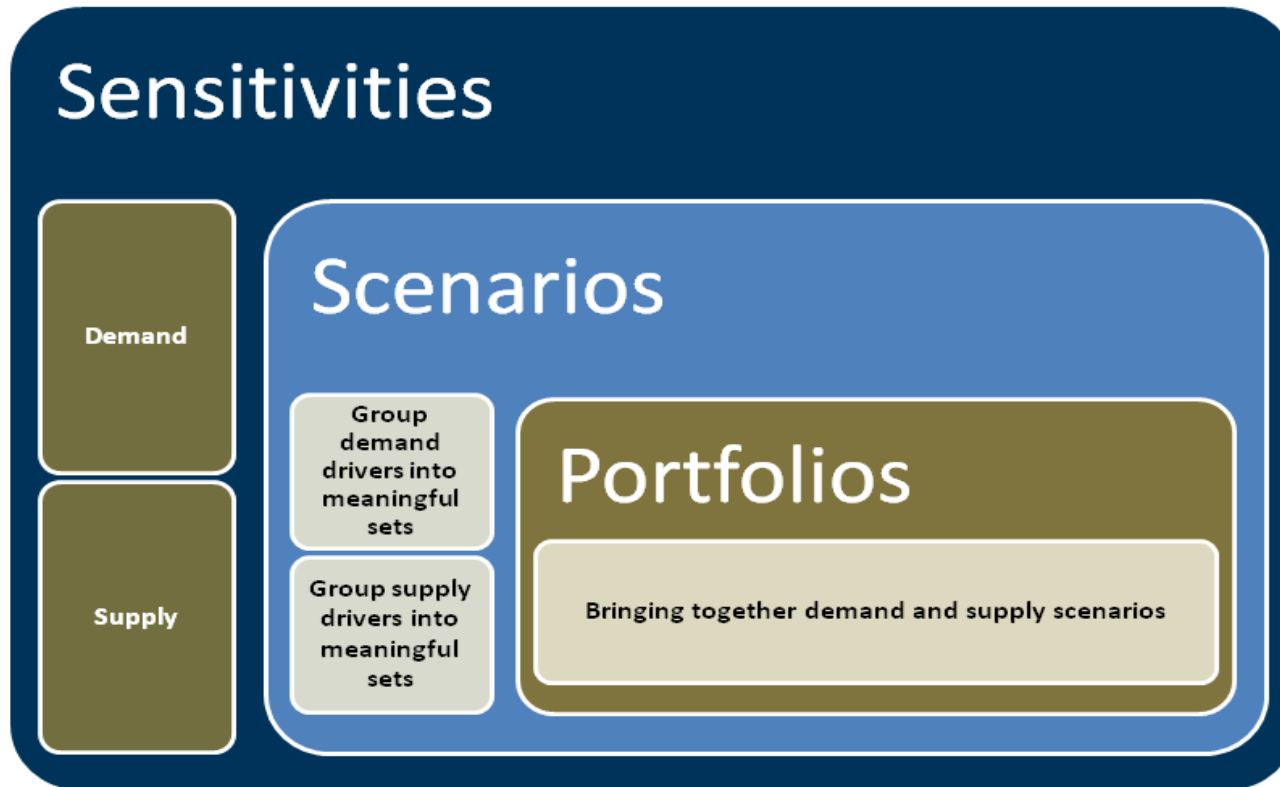 Sensitivities
Demand
Supply
Scenarios
Group
demand
drivers into
meaningful
sets
Group supply
drivers into
meaningful
sets
Portfolios
Bringing together demand and supply scenarios